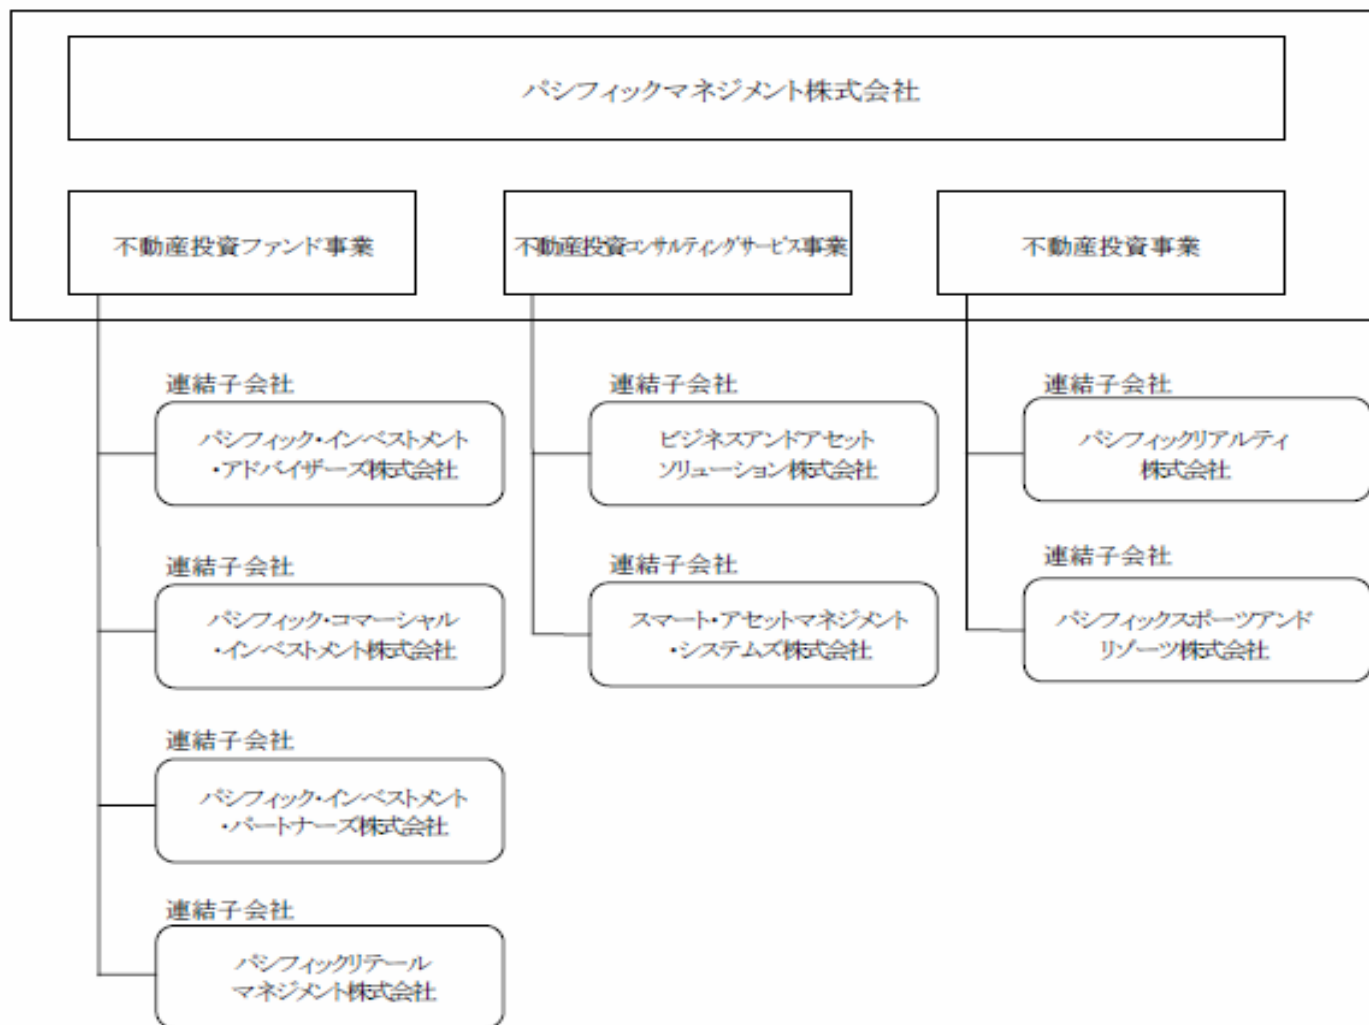 パシフィックマネジメント株式会社
不動産投資ファンド事業
不動産投資コンサルティングサービス事業
不動産投資事業
連結子会社
パシフィック・インベストメント
・アドバイザーズ株式会社
連結子会社
パシフィック・コマーシャル
・インベストメント株式会社
連結子会社
パシフィック・インベストメント
・パートナーズ株式会社
連結子会社
パシフィックリテール
マネジメント株式会社
連結子会社
ビジネスアンドアセット
ソリューション株式会社
連結子会社
スマート・アセットマネジメント
・システムズ株式会社
連結子会社
パシフィックリアルティ
株式会社
連結子会社
パシフィックスポーツアンド
リゾーツ株式会社